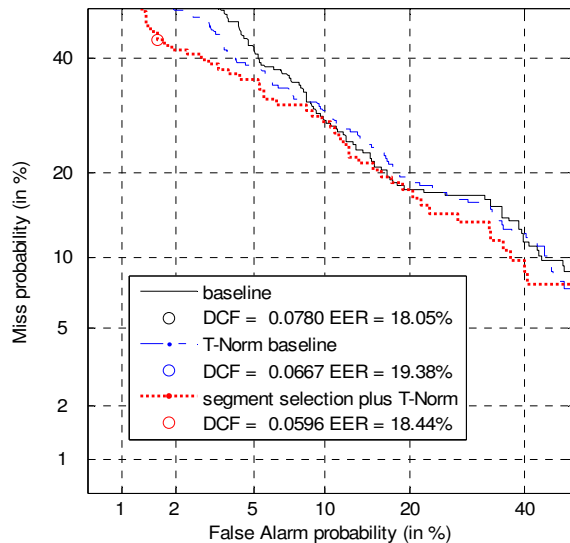 40
20
10
5
2
1
Miss probability (in %)
baseline
DCF = 0.0780 EER = 18.05%
T-Norm baseline
DCF = 0.0667 EER = 19.38%
segment selection plus T-Norm
DCF = 0.0596 EER = 18.44%
1 2 5 10 20 40
False Alarm probability (in %)